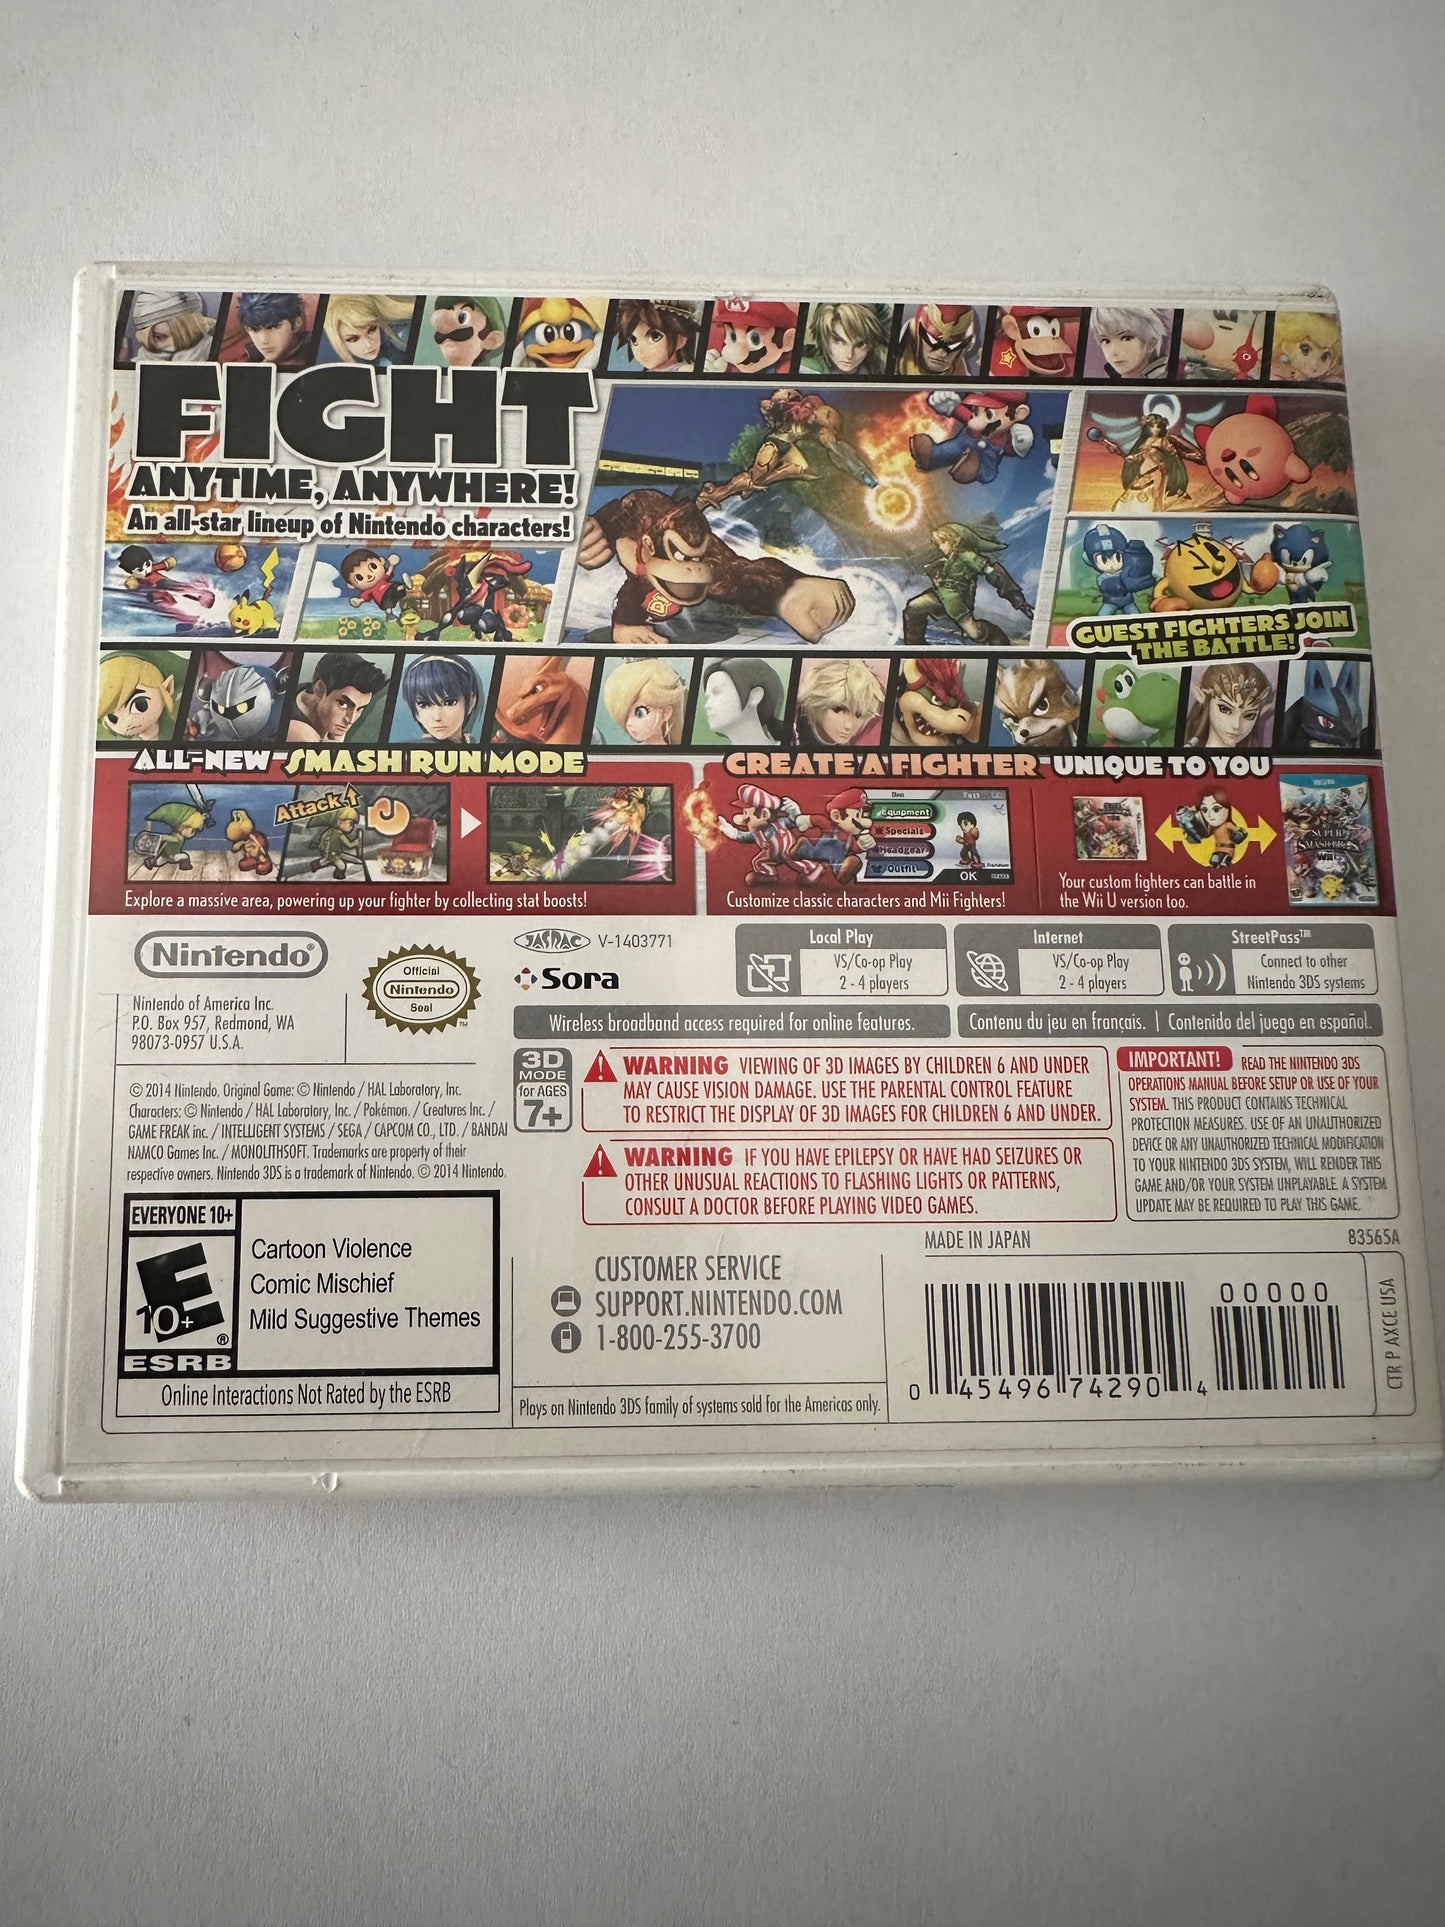 FIGHT
ANYTIME, ANYWHERE!
An all-star lineup of Nintendo characters!
GUEST FIGHTERS JOIN
THE BATTLE!
ALL-NEW SMASH RUN MODE
Attack↑
Explore a massive area, powering up your fighter by collecting stat boosts!
CREATE A FIGHTER UNIQUE TO YOU
Equipment
Specials
Headgear
Outfit
OK
Customize classic characters and Mii Fighters!
SUPER
SMASH BROS
Wii U
Your custom fighters can battle in
the Wii U version too.
Nintendo®
Official
Nintendo
Seal
TM
Nintendo of America Inc.
P.O. Box 957, Redmond, WA
98073-0957 U.S.A.
JASRAC V-1403771
Sora
Local Play
VS/Co-op Play
2 - 4 players
Internet
VS/Co-op Play
2 - 4 players
StreetPass™
Connect to other
Nintendo 3DS systems
Wireless broadband access required for online features.
Contenu du jeu en français. | Contenido del juego en español.
© 2014 Nintendo. Original Game: © Nintendo / HAL Laboratory, Inc.
Characters: © Nintendo / HAL Laboratory, Inc. / Pokémon. / Creatures Inc. /
GAME FREAK inc. / INTELLIGENT SYSTEMS / SEGA / CAPCOM CO., LTD. / BANDAI
NAMCO Games Inc. / MONOLITHSOFT. Trademarks are property of their
respective owners. Nintendo 3DS is a trademark of Nintendo. © 2014 Nintendo.
3D
MODE
for AGES
7+
WARNING VIEWING OF 3D IMAGES BY CHILDREN 6 AND UNDER
MAY CAUSE VISION DAMAGE. USE THE PARENTAL CONTROL FEATURE
TO RESTRICT THE DISPLAY OF 3D IMAGES FOR CHILDREN 6 AND UNDER.
WARNING IF YOU HAVE EPILEPSY OR HAVE HAD SEIZURES OR
OTHER UNUSUAL REACTIONS TO FLASHING LIGHTS OR PATTERNS,
CONSULT A DOCTOR BEFORE PLAYING VIDEO GAMES.
IMPORTANT! READ THE NINTENDO 3DS
OPERATIONS MANUAL BEFORE SETUP OR USE OF YOUR
SYSTEM. THIS PRODUCT CONTAINS TECHNICAL
PROTECTION MEASURES. USE OF AN UNAUTHORIZED
DEVICE OR ANY UNAUTHORIZED TECHNICAL MODIFICATION
TO YOUR NINTENDO 3DS SYSTEM, WILL RENDER THIS
GAME AND/OR YOUR SYSTEM UNPLAYABLE. A SYSTEM
UPDATE MAY BE REQUIRED TO PLAY THIS GAME.
EVERYONE 10+
E
10+
®
ESRB
Cartoon Violence
Comic Mischief
Mild Suggestive Themes
Online Interactions Not Rated by the ESRB
CUSTOMER SERVICE
SUPPORT.NINTENDO.COM
1-800-255-3700
Plays on Nintendo 3DS family of systems sold for the Americas only.
MADE IN JAPAN
83565A
00000
0 45496 74290 4
CTR P AXCE USA